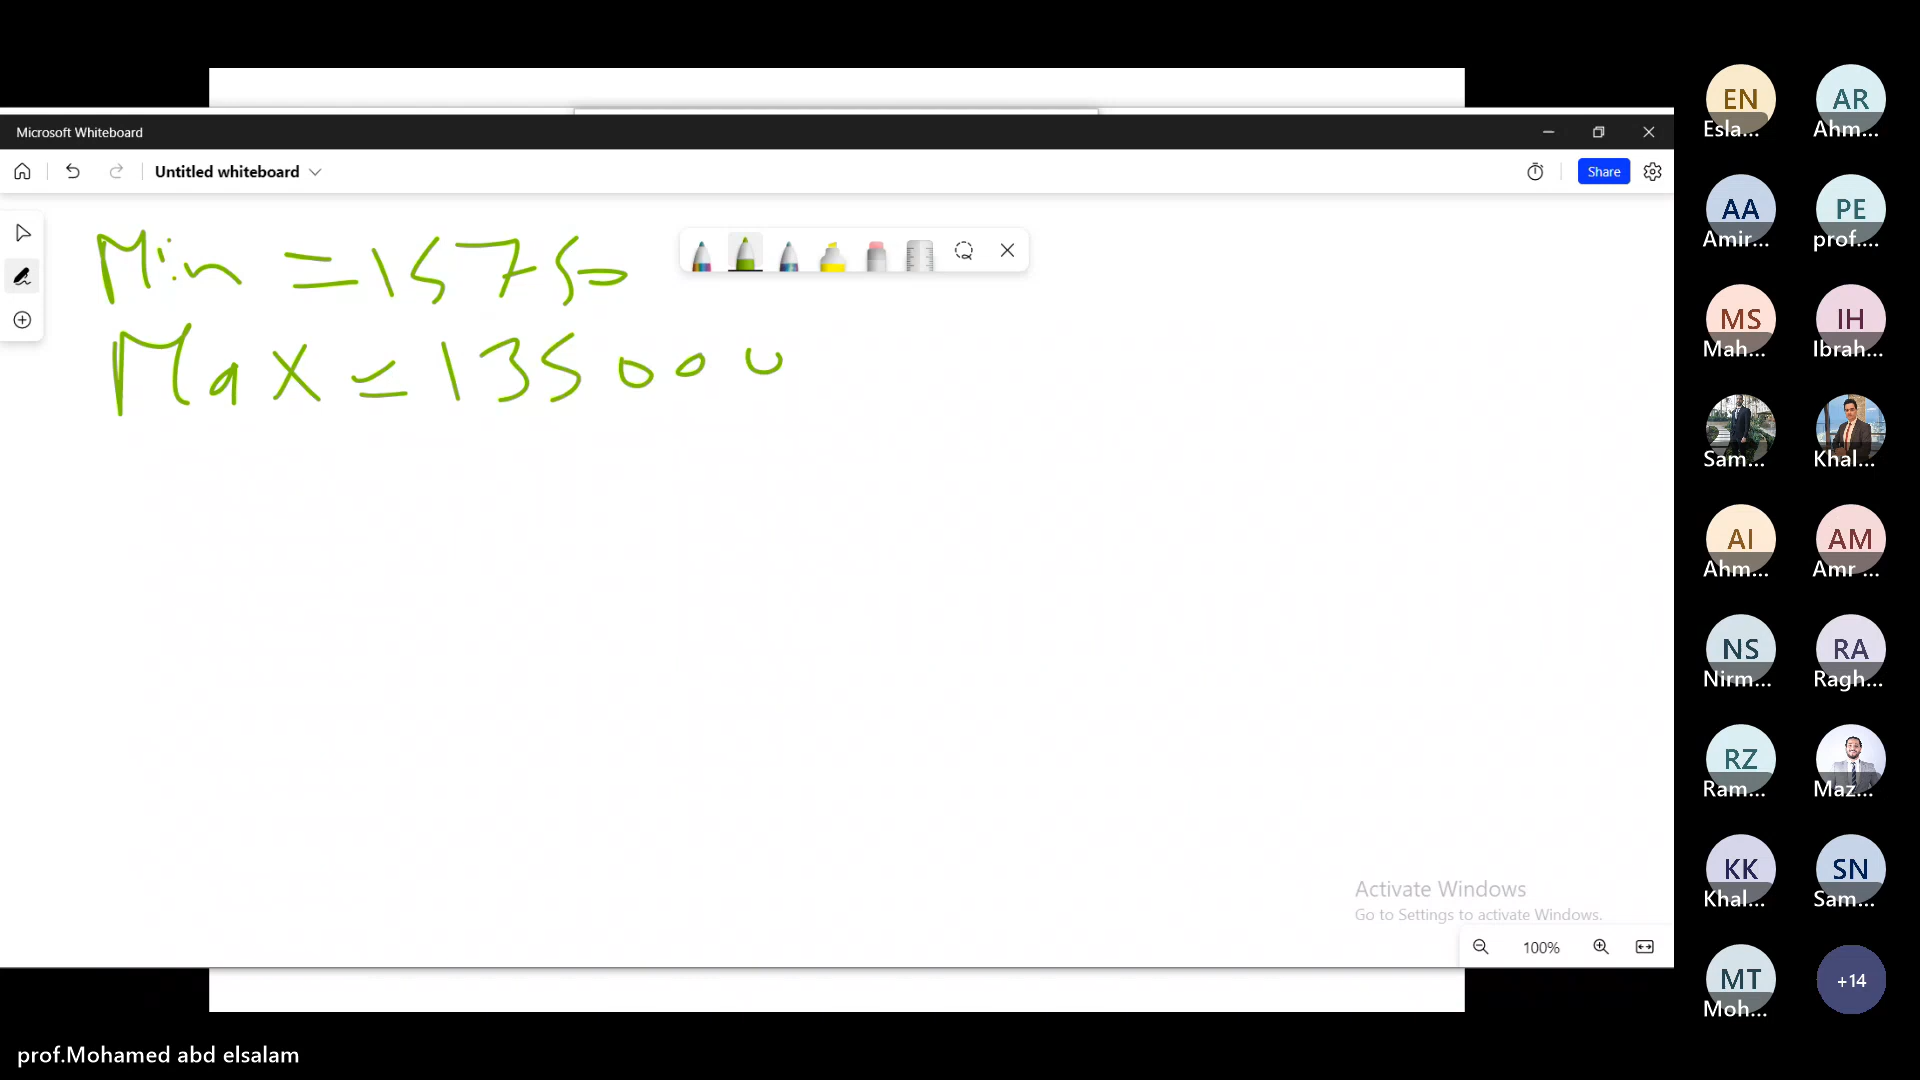 Microsoft Whiteboard
Untitled whiteboard
Share
Min = 15750
Max = 135000
Activate Windows
Go to Settings to activate Windows.
100%
EN
Esla...
AR
Ahm...
AA
Amir...
PE
prof....
MS
Mah...
IH
Ibrah...
Sam...
Khal...
AI
Ahm...
AM
Amr ...
NS
Nirm...
RA
Ragh...
RZ
Ram...
Maz...
KK
Khal...
SN
Sam...
MT
Moh...
+14
prof.Mohamed abd elsalam